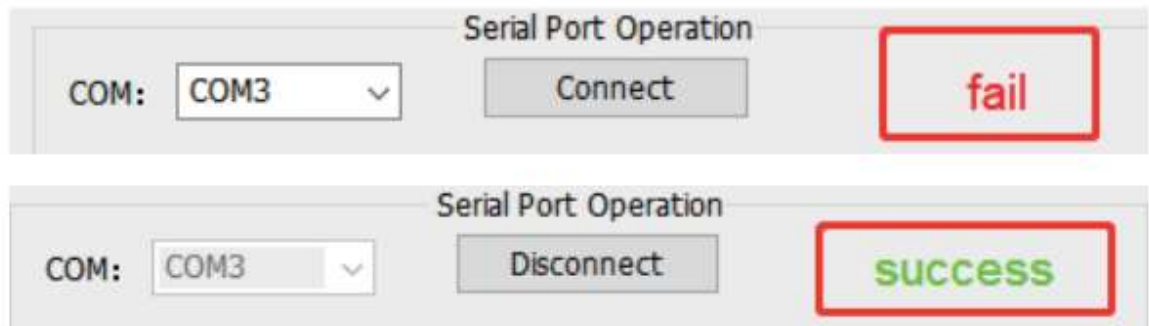 Serial Port Operation
COM: COM3 Connect fail
Serial Port Operation
COM: COM3 Disconnect success